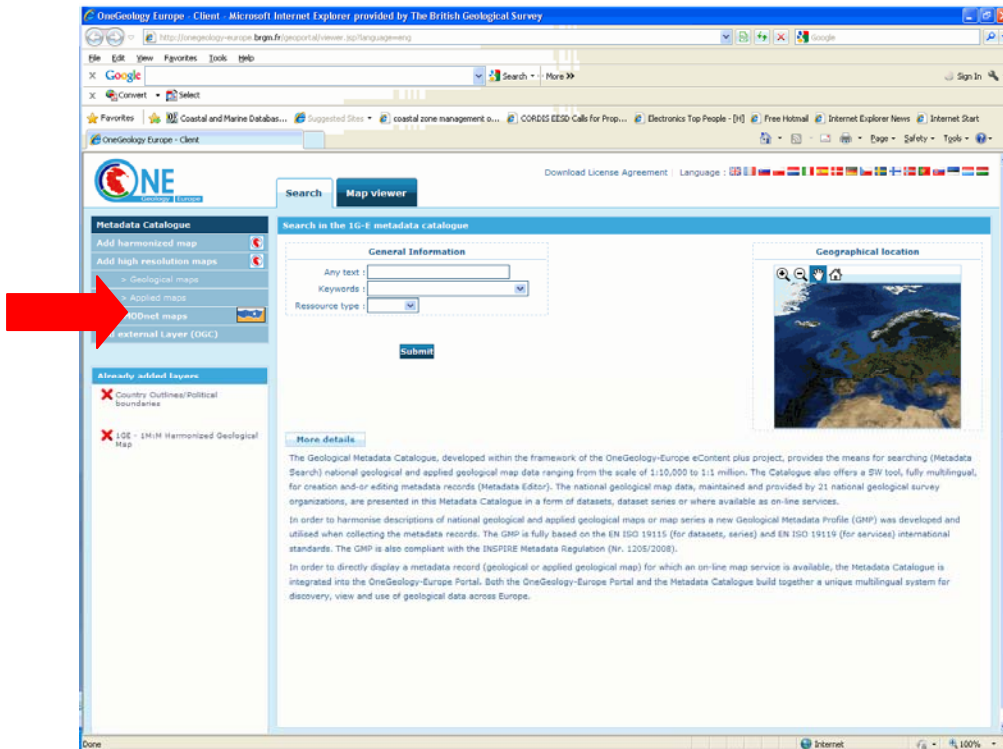 OneGeology Europe - Client - Microsoft Internet Explorer provided by The British Geological Survey
http://onegeology-europe.brgm.fr/geoportal/viewer.jsp?language=eng
Google
File Edit View Favorites Tools Help
x Google Search More >> Sign In
x Convert Select
Favorites Coastal and Marine Databas... Suggested Sites coastal zone management o... CORDIS EESD Calls for Prop... Electronics Top People - [H] Free Hotmail Internet Explorer News Internet Start
OneGeology Europe - Client Page Safety Tools
ONE
Geology Europe
Download License Agreement | Language :
Search Map viewer
Metadata Catalogue
Add harmonized map
Add high resolution maps
> Geological maps
> Applied maps
MODnet maps
external Layer (OGC)
Already added layers
Country Outlines/Political
boundaries
1GE - 1M:M Harmonized Geological
Map
Search in the 1G-E metadata catalogue
General Information
Any text :
Keywords :
Ressource type :
Submit
Geographical location
More details
The Geological Metadata Catalogue, developed within the framework of the OneGeology-Europe eContent plus project, provides the means for searching (Metadata
Search) national geological and applied geological map data ranging from the scale of 1:10,000 to 1:1 million. The Catalogue also offers a SW tool, fully multilingual,
for creation and-or editing metadata records (Metadata Editor). The national geological map data, maintained and provided by 21 national geological survey
organizations, are presented in this Metadata Catalogue in a form of datasets, dataset series or where available as on-line services.
In order to harmonise descriptions of national geological and applied geological maps or map series a new Geological Metadata Profile (GMP) was developed and
utilised when collecting the metadata records. The GMP is fully based on the EN ISO 19115 (for datasets, series) and EN ISO 19119 (for services) international
standards. The GMP is also compliant with the INSPIRE Metadata Regulation (Nr. 1205/2008).
In order to directly display a metadata record (geological or applied geological map) for which an on-line map service is available, the Metadata Catalogue is
integrated into the OneGeology-Europe Portal. Both the OneGeology-Europe Portal and the Metadata Catalogue build together a unique multilingual system for
discovery, view and use of geological data across Europe.
Done Internet 100%